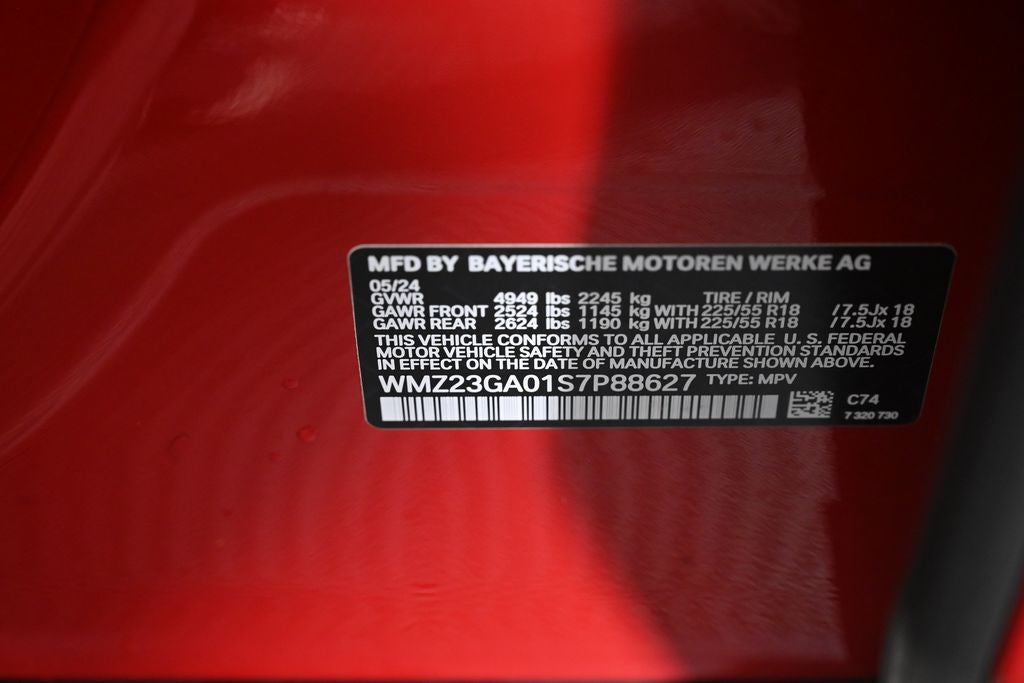 MFD BY BAYERISCHE MOTOREN WERKE AG
05/24
GVWR 4949 lbs 2245 kg TIRE / RIM
GAWR FRONT 2524 lbs 1145 kg WITH 225/55 R18 /7.5Jx 18
GAWR REAR 2624 lbs 1190 kg WITH 225/55 R18 /7.5Jx 18
THIS VEHICLE CONFORMS TO ALL APPLICABLE U. S. FEDERAL
MOTOR VEHICLE SAFETY AND THEFT PREVENTION STANDARDS
IN EFFECT ON THE DATE OF MANUFACTURE SHOWN ABOVE.
WMZ23GA01S7P88627 TYPE: MPV
C74
7 320 730